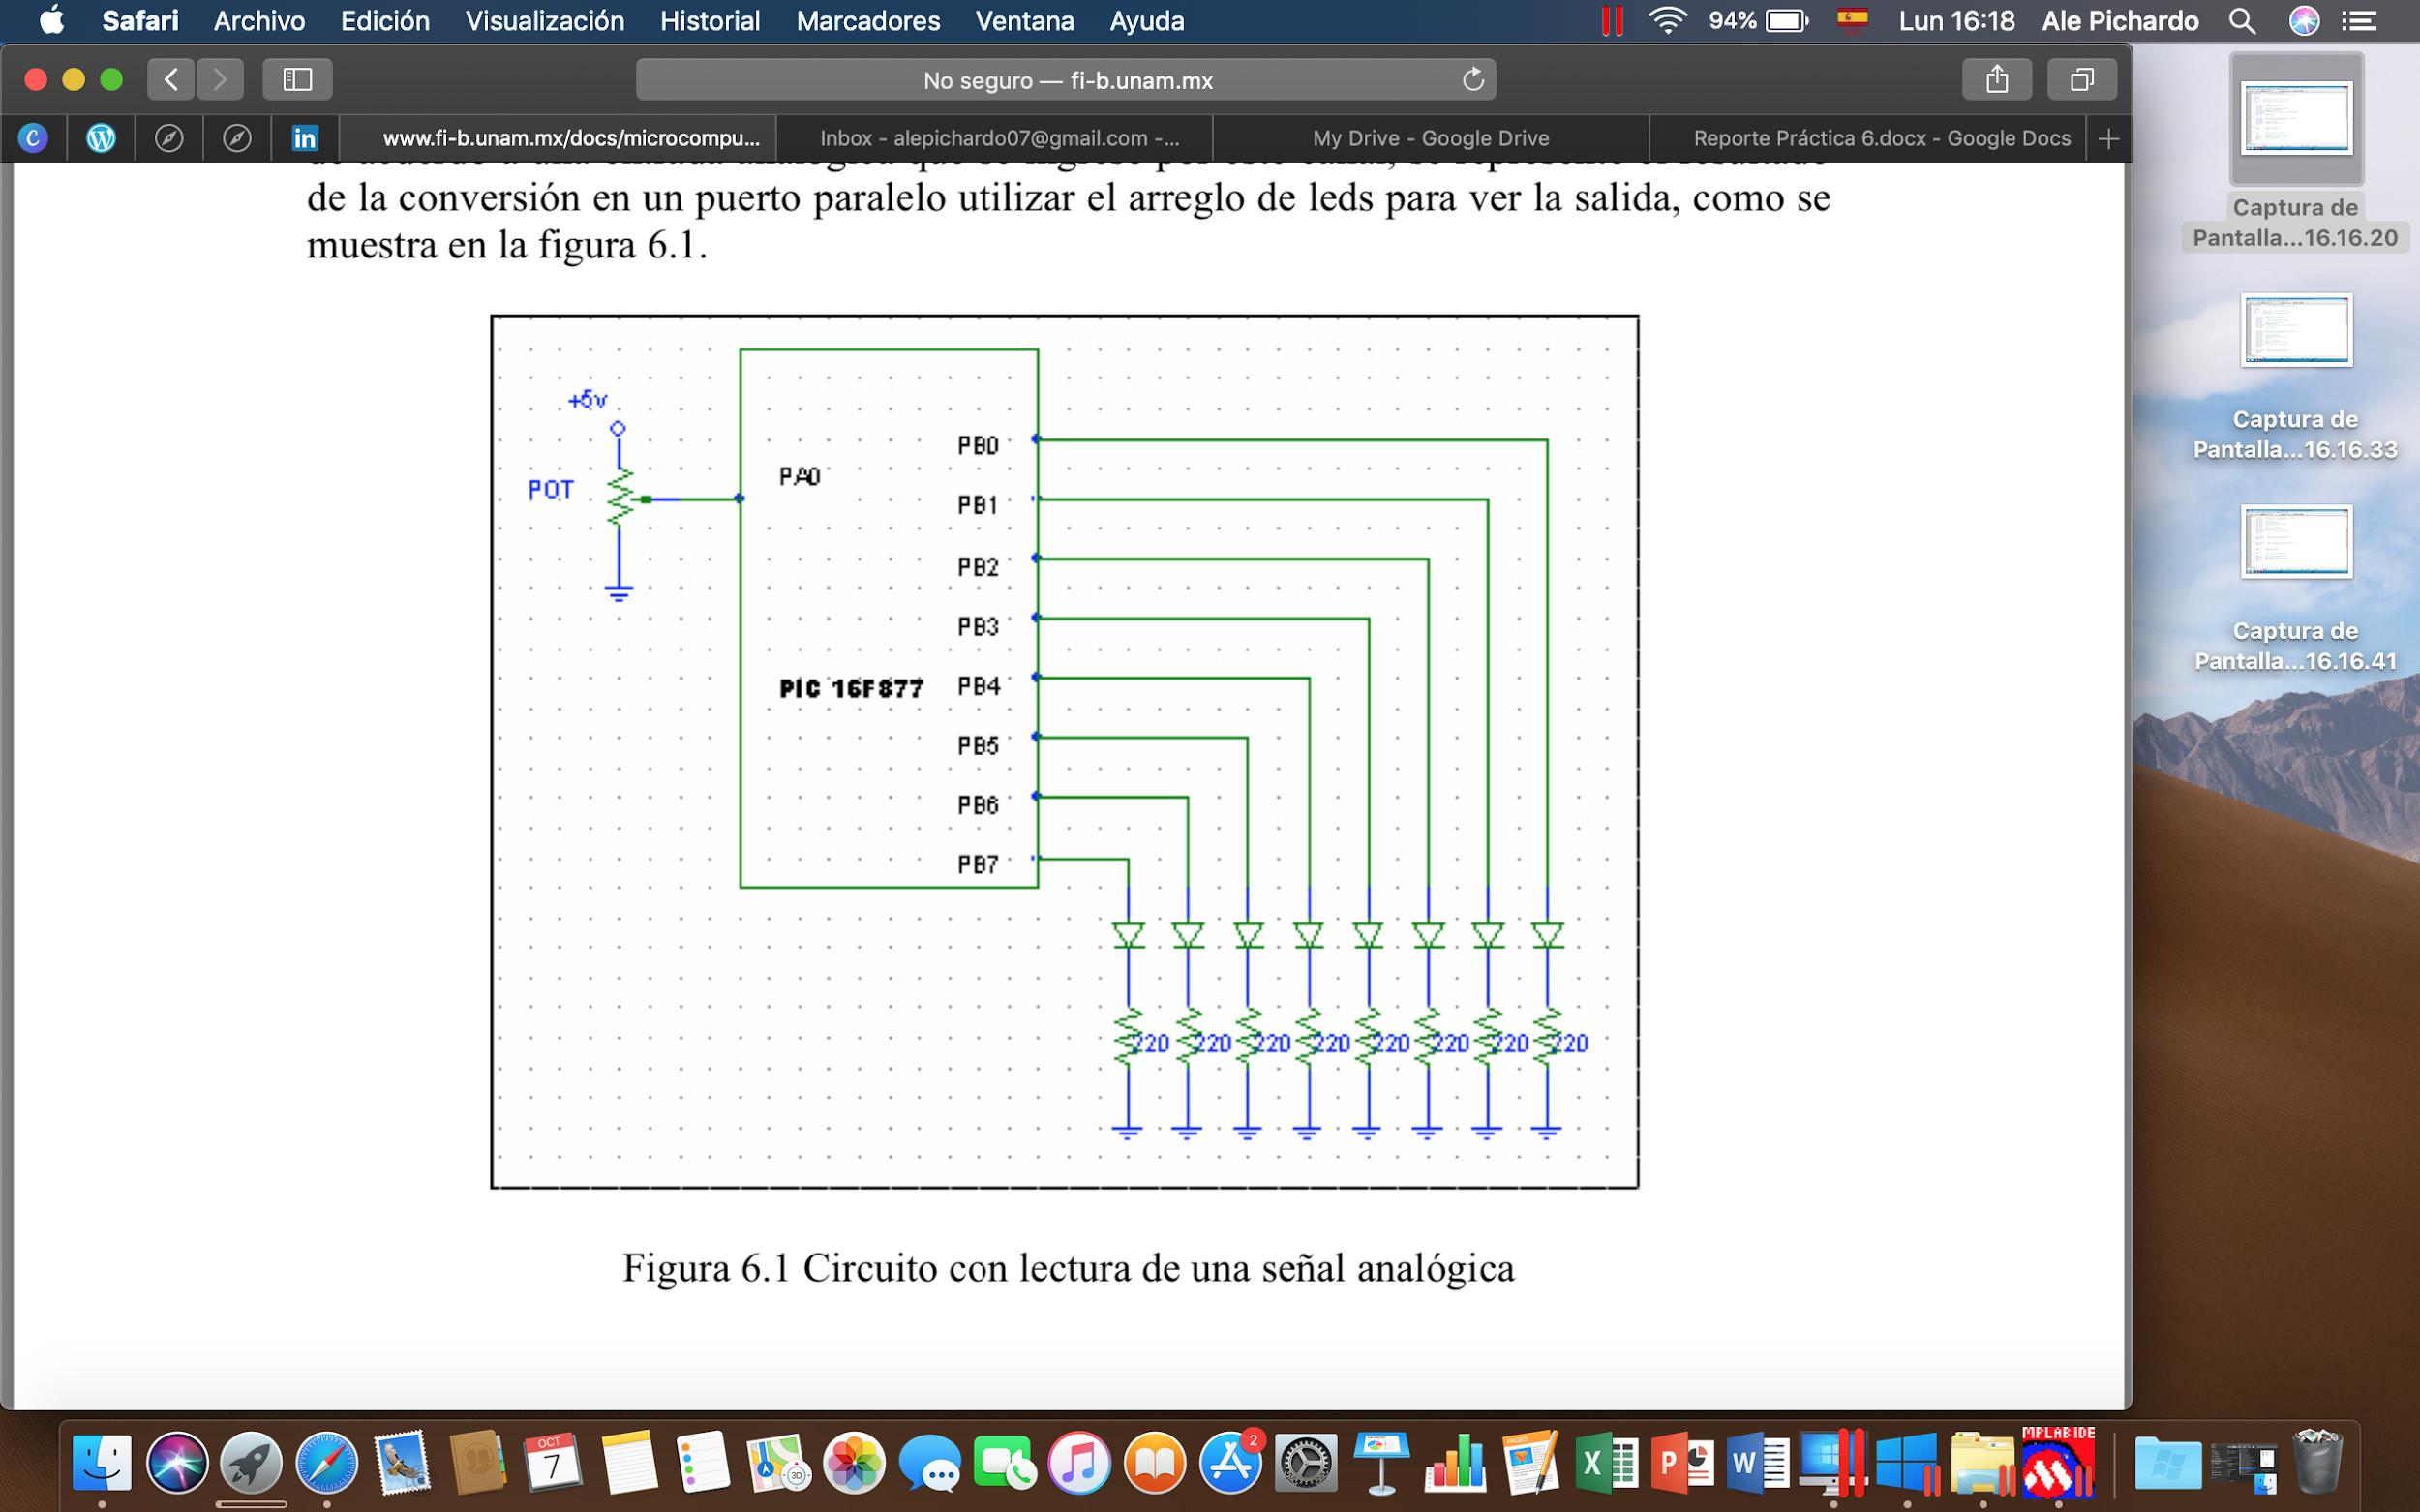 Safari Archivo Edición Visualización Historial Marcadores Ventana Ayuda 94% Lun 16:18 Ale Pichardo
No seguro — fi-b.unam.mx
www.fi-b.unam.mx/docs/microcompu... Inbox - alepichardo07@gmail.com -... My Drive - Google Drive Reporte Práctica 6.docx - Google Docs
de la conversión en un puerto paralelo utilizar el arreglo de leds para ver la salida, como se
muestra en la figura 6.1.
+5v
POT
PA0
PIC 16F877
PB0
PB1
PB2
PB3
PB4
PB5
PB6
PB7
220 220 220 220 220 220 220 220
Figura 6.1 Circuito con lectura de una señal analógica
Captura de
Pantalla...16.16.20
Captura de
Pantalla...16.16.33
Captura de
Pantalla...16.16.41
OCT
7
3D
2
PAGES
X
P
W
MPLAB IDE